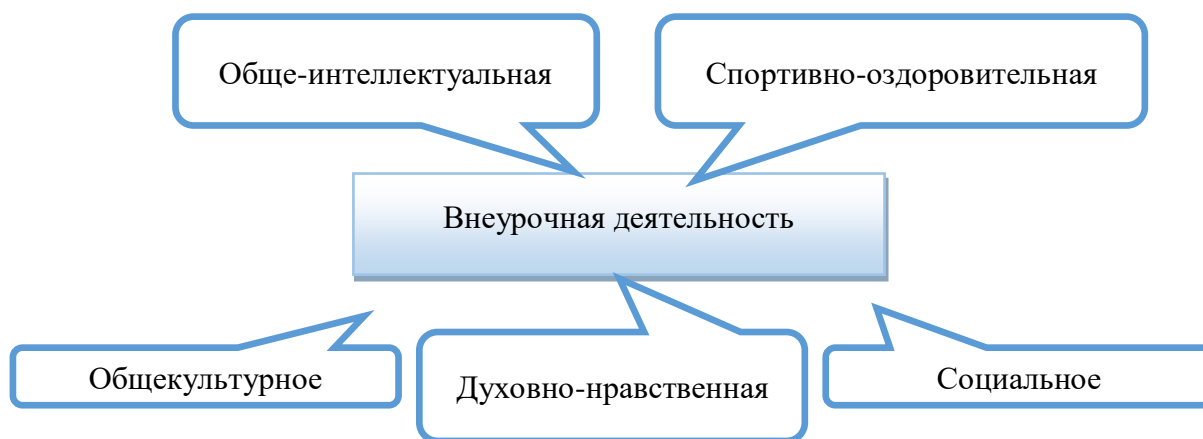 Обще-интеллектуальная
Спортивно-оздоровительная
Внеурочная деятельность
Общекультурное
Духовно-нравственная
Социальное